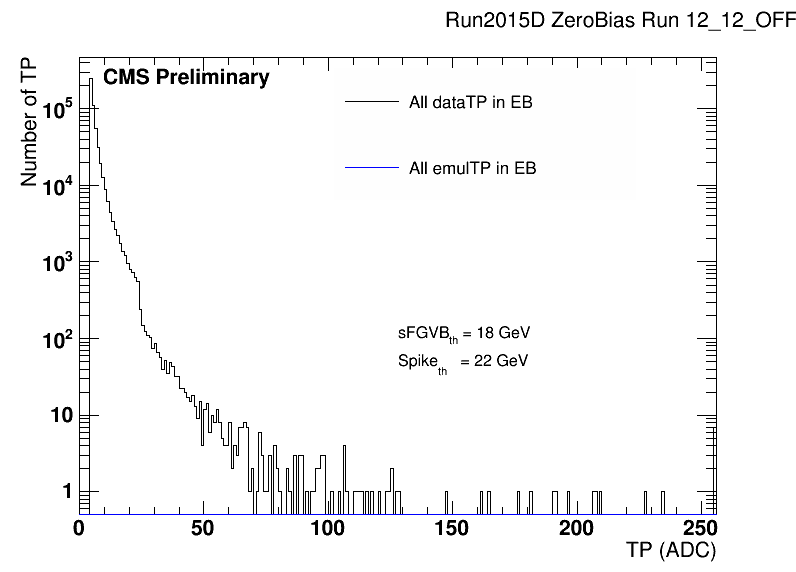 Run2015D ZeroBias Run 12_12_OFF
CMS Preliminary
Number of TP
All dataTP in EB
All emulTP in EB
sFGVB_th = 18 GeV
Spike_th = 22 GeV
10^5
10^4
10^3
10^2
10
1
0 50 100 150 200 250
TP (ADC)